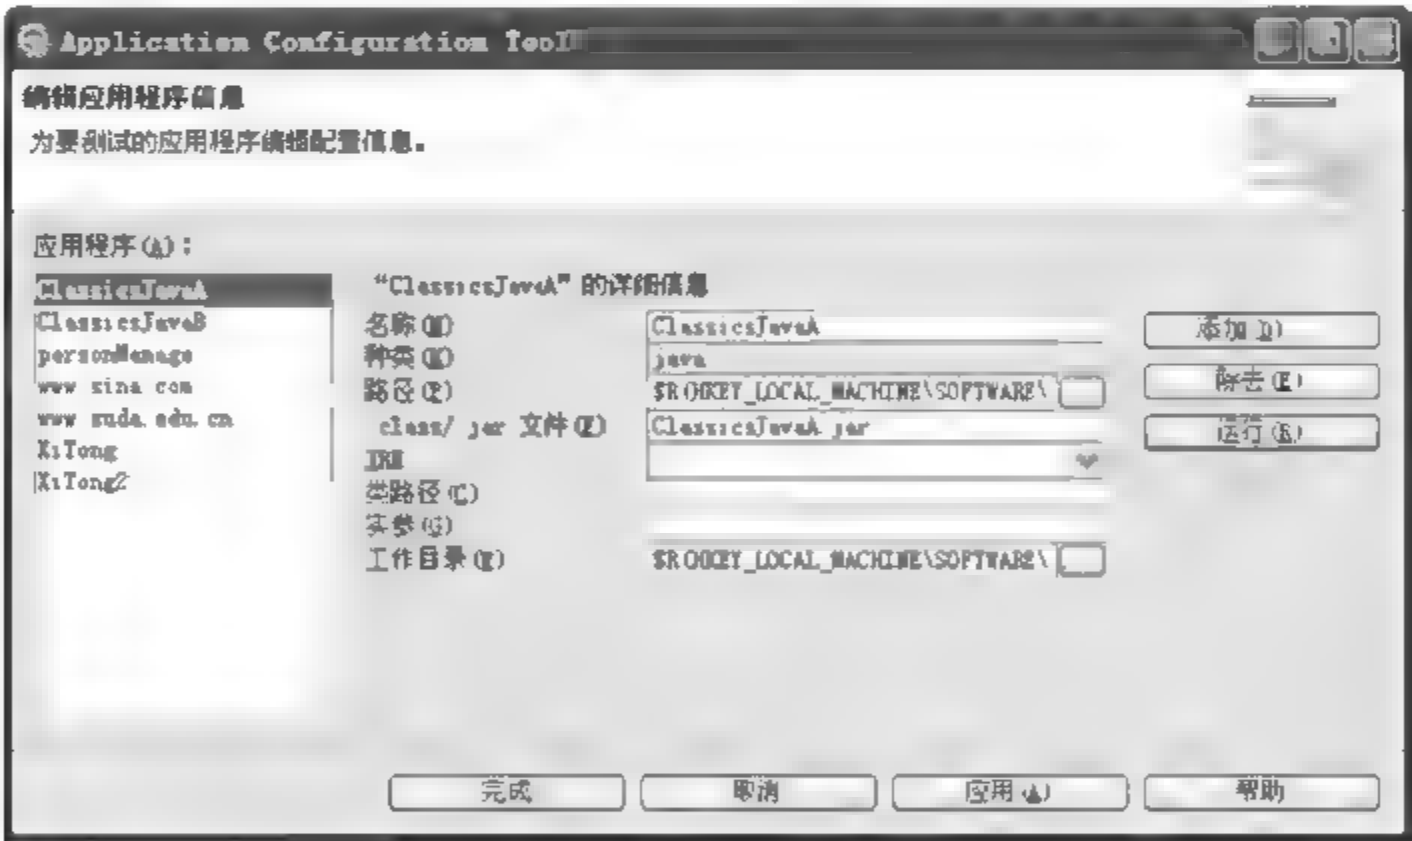 Application Configuration Tool
编辑应用程序信息
为要测试的应用程序编辑配置信息。
应用程序(A):
ClassicsJavaA
ClassicsJavaB
personManage
www sina com
www suda.edu.cn
XiTong
XiTong2
“ClassicsJavaA”的详细信息
名称(M) ClassicsJavaA
种类(K) java
路径(P) \SOFTWARE\
class/ jar 文件(F) ClassicsJavaA jar
JRE
类路径(C)
实参(G)
工作目录(W) \SOFTWARE\
添加(D)
除去(E)
运行(R)
完成
取消
应用(A)
帮助